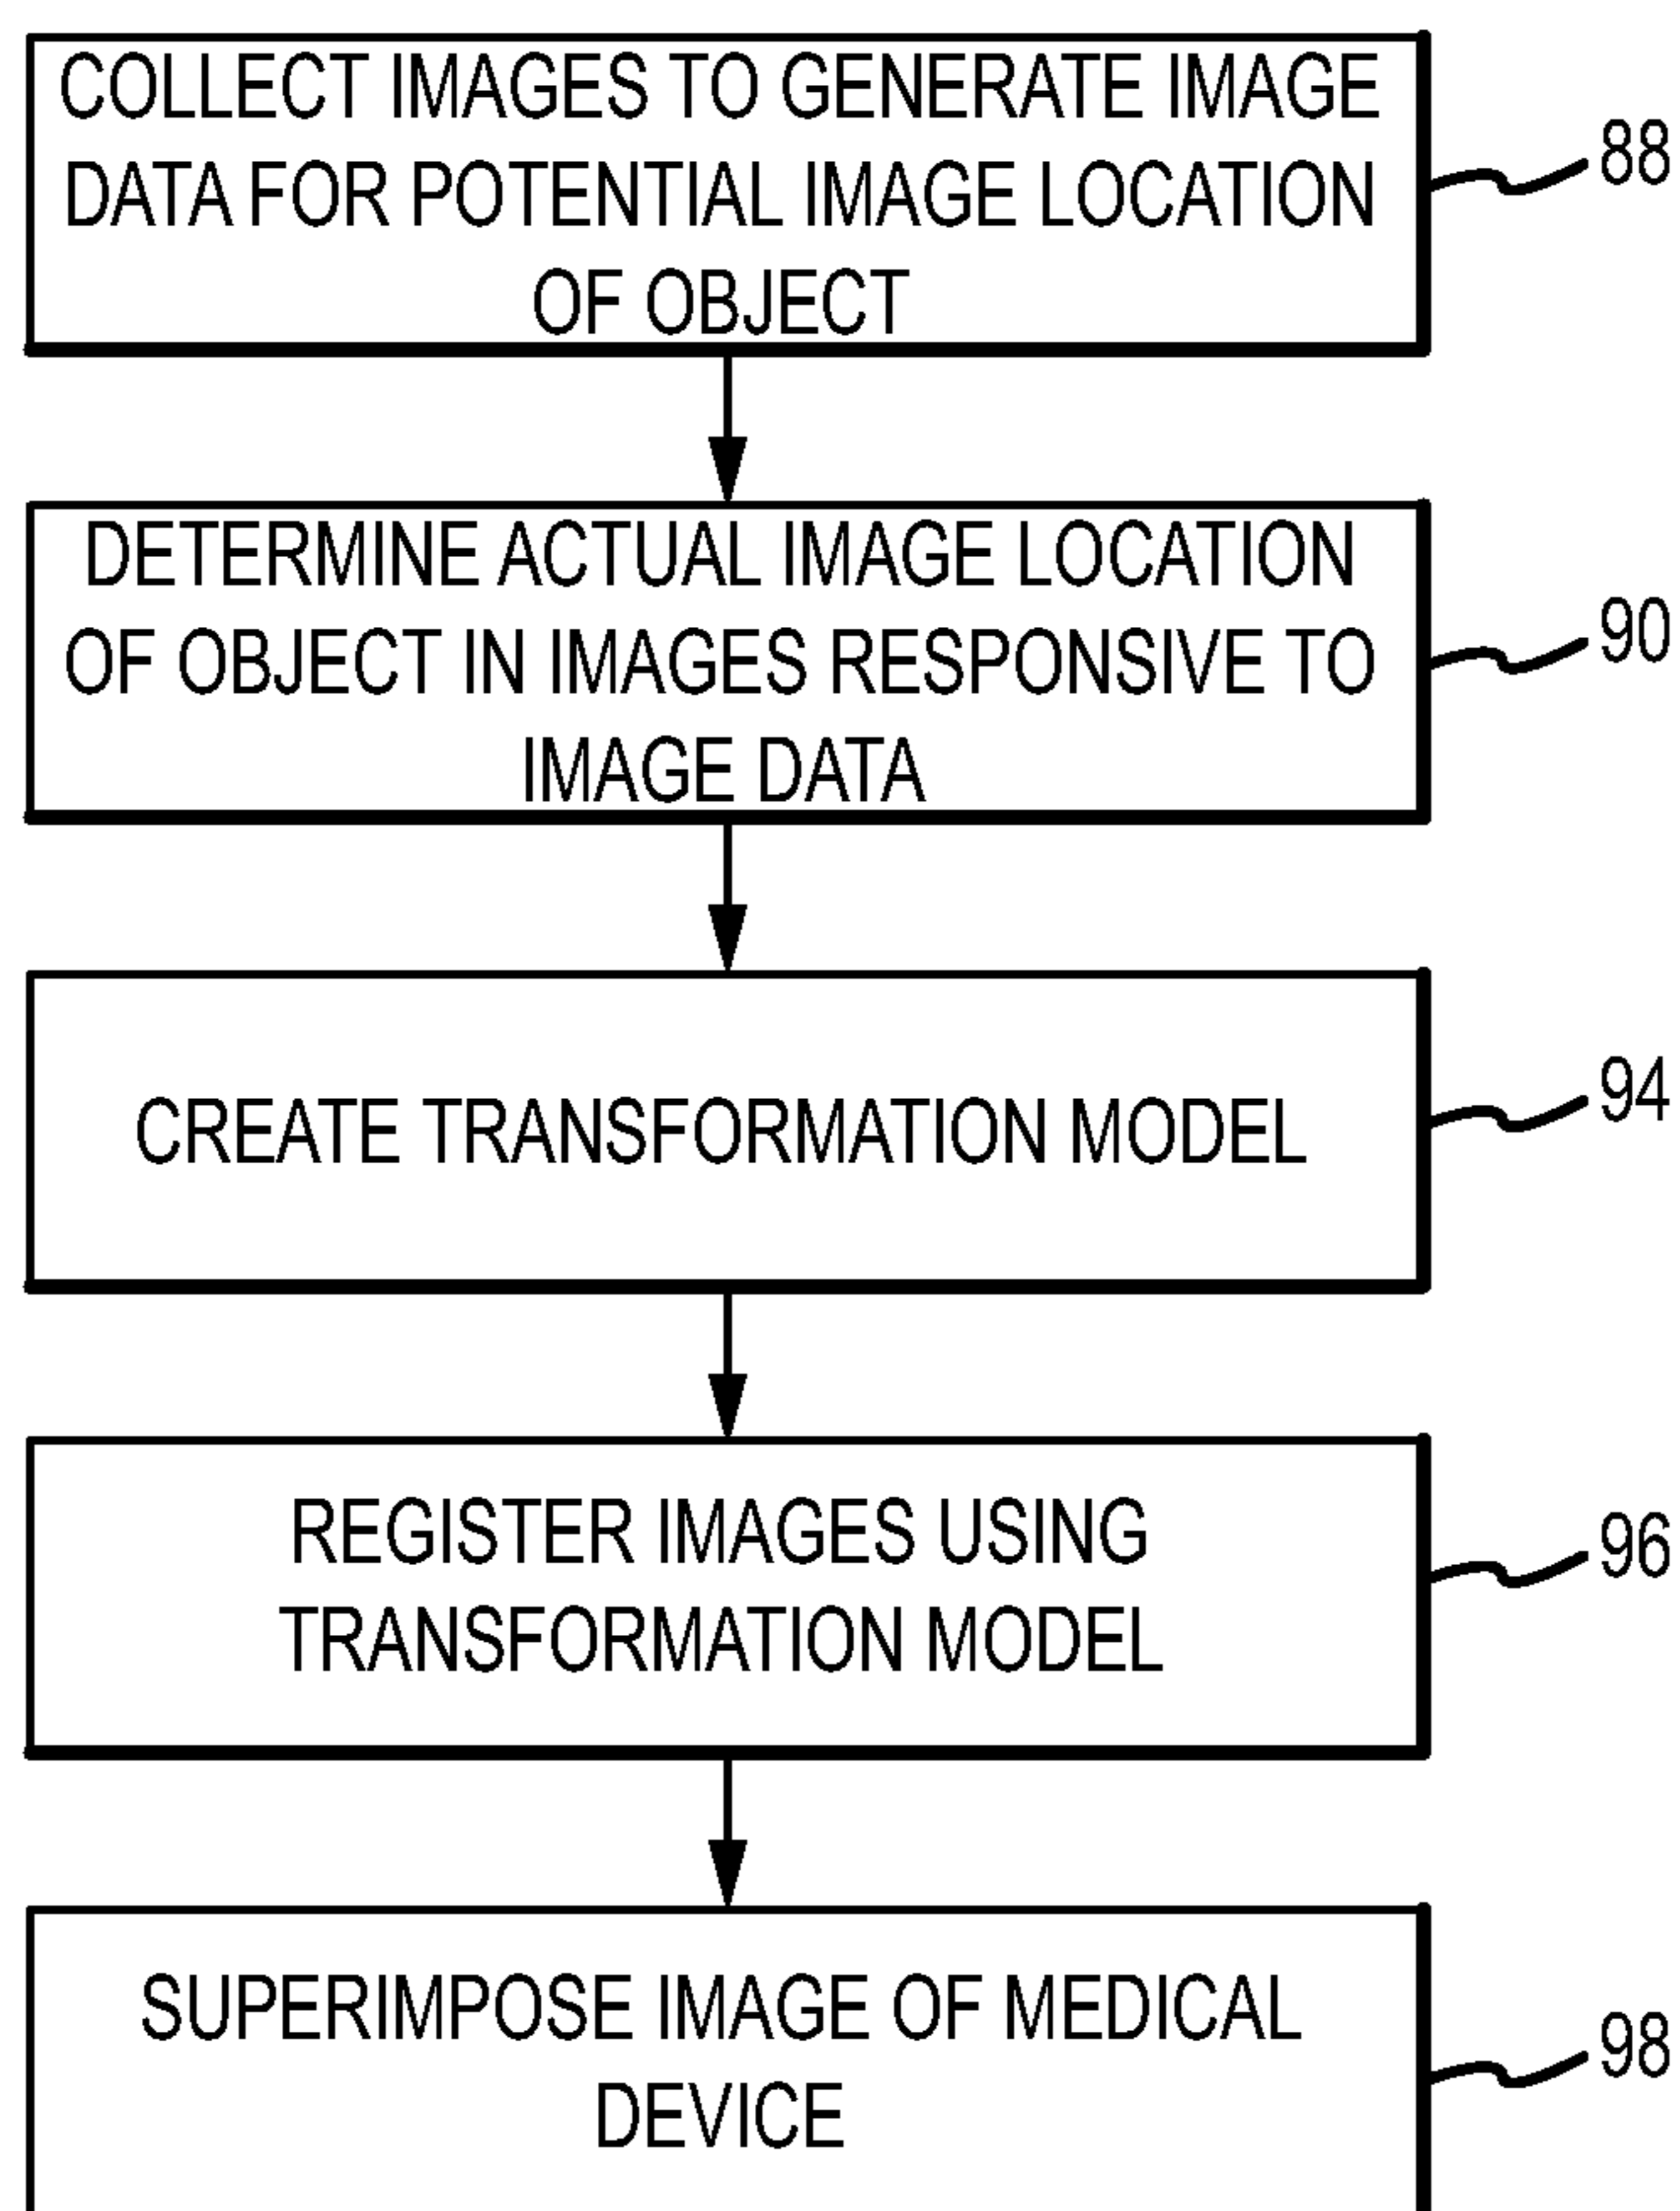 COLLECT IMAGES TO GENERATE IMAGE
DATA FOR POTENTIAL IMAGE LOCATION
OF OBJECT
88
DETERMINE ACTUAL IMAGE LOCATION
OF OBJECT IN IMAGES RESPONSIVE TO
IMAGE DATA
90
CREATE TRANSFORMATION MODEL
94
REGISTER IMAGES USING
TRANSFORMATION MODEL
96
SUPERIMPOSE IMAGE OF MEDICAL
DEVICE
98